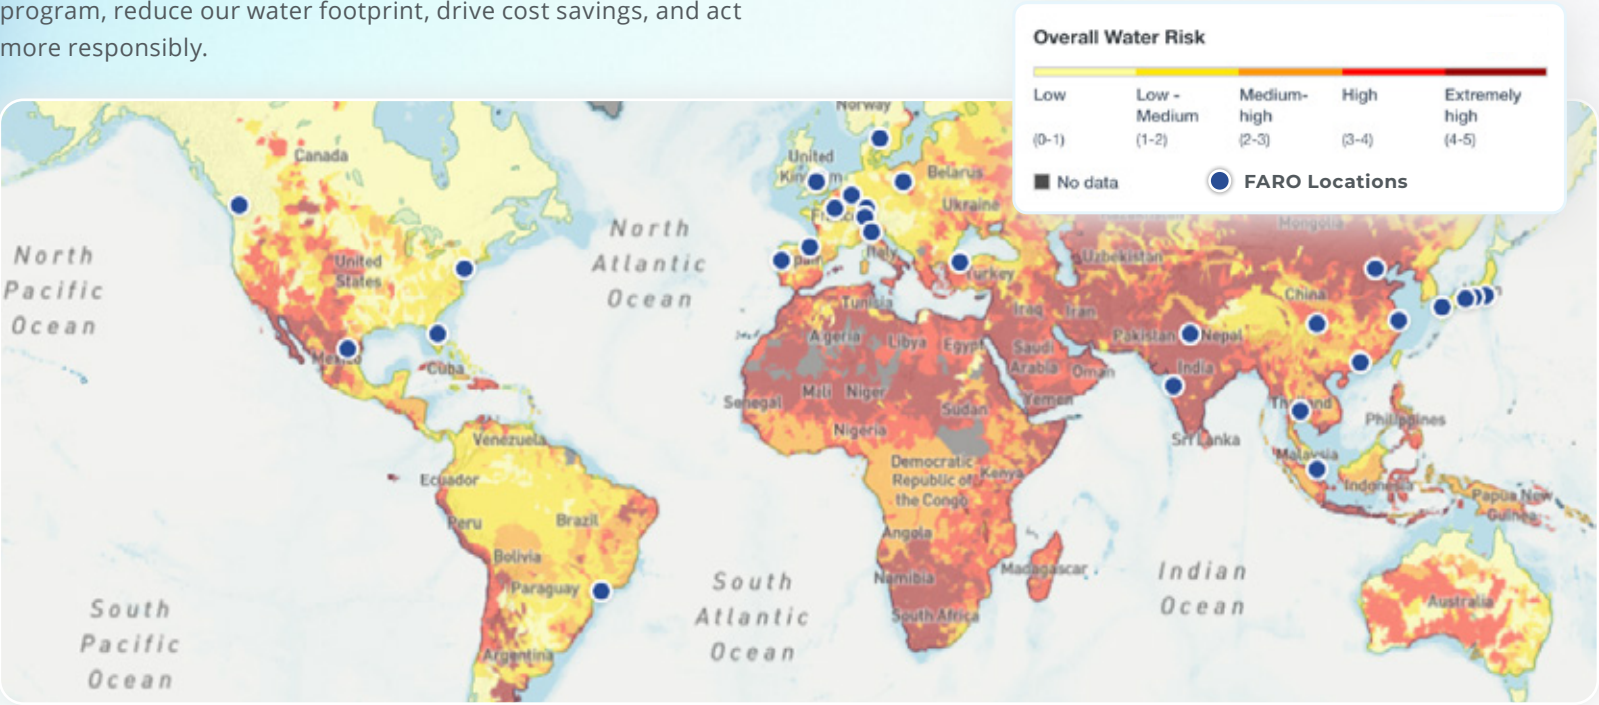 program, reduce our water footprint, drive cost savings, and act
more responsibly.
Overall Water Risk
Low
Low -
Medium
Medium-
high
High
Extremely
high
(0-1)
(1-2)
(2-3)
(3-4)
(4-5)
No data
FARO Locations
Norway
Canada
United
Kingdom
Belarus
Ukraine
France
Mongolia
North
Pacific
Ocean
North
Atlantic
Ocean
United
States
Italy
Spain
Turkey
Uzbekistan
Tunisia
Iraq
Iran
China
Algeria
Libya
Egypt
Pakistan
Nepal
Mexico
Cuba
Saudi
Arabia
Oman
India
Mali
Niger
Senegal
Sudan
Yemen
Thailand
Philippines
Nigeria
Venezuela
Sri Lanka
Malaysia
Ecuador
Democratic
Republic of
the Congo
Kenya
Indonesia
Papua New
Guinea
Peru
Brazil
Angola
Bolivia
Paraguay
Namibia
Madagascar
South
Atlantic
Ocean
Indian
Ocean
South
Pacific
Ocean
South Africa
Australia
Argentina